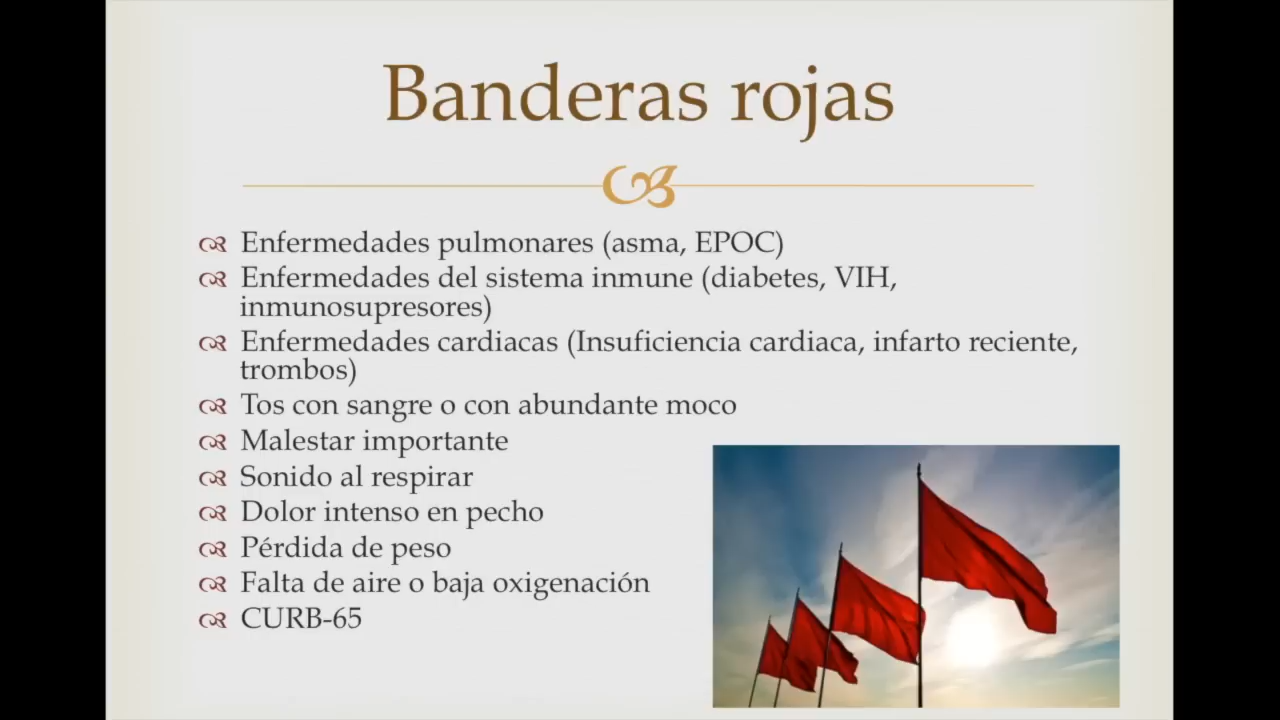 Banderas rojas
Enfermedades pulmonares (asma, EPOC)
Enfermedades del sistema inmune (diabetes, VIH,
inmunosupresores)
Enfermedades cardiacas (Insuficiencia cardiaca, infarto reciente,
trombos)
Tos con sangre o con abundante moco
Malestar importante
Sonido al respirar
Dolor intenso en pecho
Pérdida de peso
Falta de aire o baja oxigenación
CURB-65